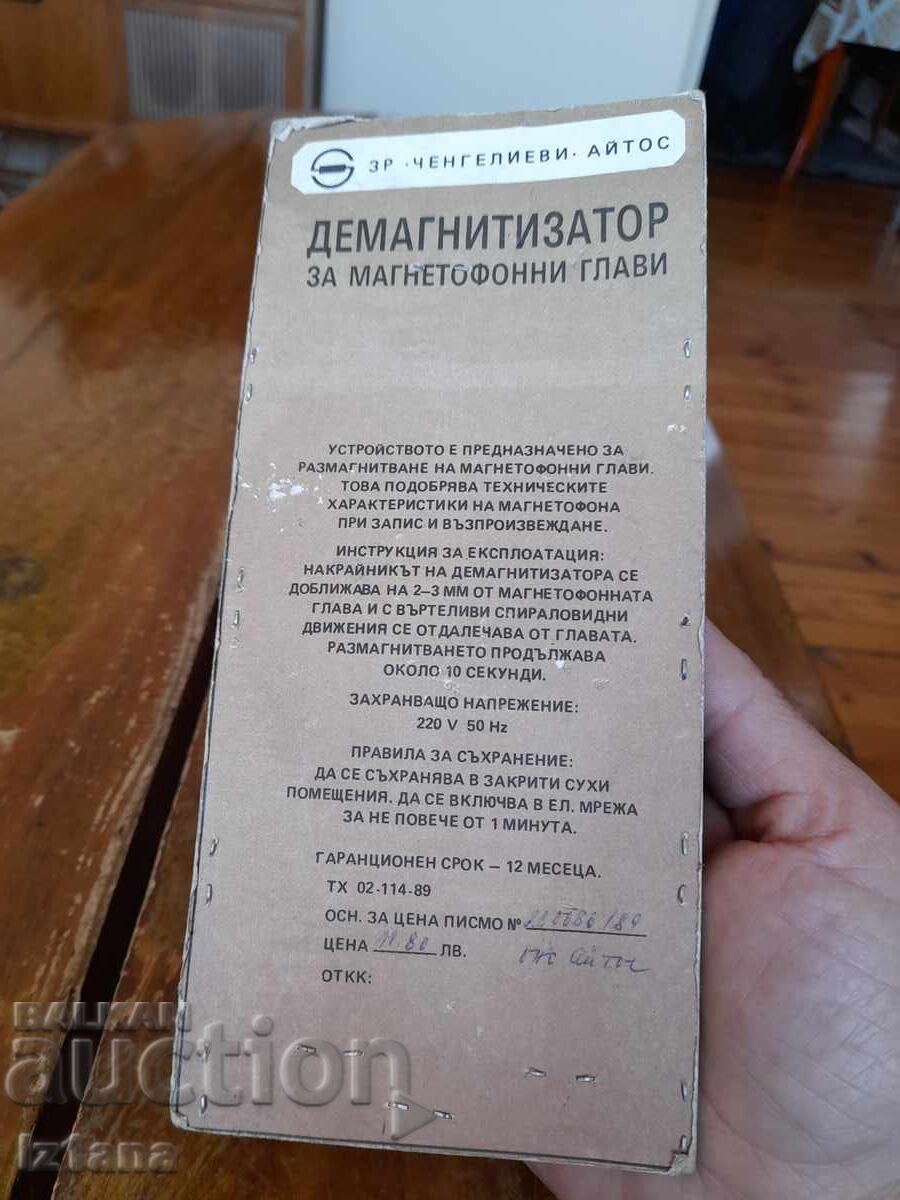 ЗР ·ЧЕНГЕЛИЕВИ· АЙТОС
ДЕМАГНИТИЗАТОР
ЗА МАГНЕТОФОННИ ГЛАВИ
УСТРОЙСТВОТО Е ПРЕДНАЗНАЧЕНО ЗА
РАЗМАГНИТВАНЕ НА МАГНЕТОФОННИ ГЛАВИ.
ТОВА ПОДОБРЯВА ТЕХНИЧЕСКИТЕ
ХАРАКТЕРИСТИКИ НА МАГНЕТОФОНА
ПРИ ЗАПИС И ВЪЗПРОИЗВЕЖДАНЕ.
ИНСТРУКЦИЯ ЗА ЕКСПЛОАТАЦИЯ:
НАКРАЙНИКЪТ НА ДЕМАГНИТИЗАТОРА СЕ
ДОБЛИЖАВА НА 2–3 ММ ОТ МАГНЕТОФОННАТА
ГЛАВА И С ВЪРТЕЛИВИ СПИРАЛОВИДНИ
ДВИЖЕНИЯ СЕ ОТДАЛЕЧАВА ОТ ГЛАВАТА.
РАЗМАГНИТВАНЕТО ПРОДЪЛЖАВА
ОКОЛО 10 СЕКУНДИ.
ЗАХРАНВАЩО НАПРЕЖЕНИЕ:
220 V 50 Hz
ПРАВИЛА ЗА СЪХРАНЕНИЕ:
ДА СЕ СЪХРАНЯВА В ЗАКРИТИ СУХИ
ПОМЕЩЕНИЯ. ДА СЕ ВКЛЮЧВА В ЕЛ. МРЕЖА
ЗА НЕ ПОВЕЧЕ ОТ 1 МИНУТА.
ГАРАНЦИОНЕН СРОК – 12 МЕСЕЦА.
ТХ 02-114-89
ОСН. ЗА ЦЕНА ПИСМО №
ЦЕНА 11.80 ЛВ. Айтос
ОТКК:
BALKAN
auction
Iztana